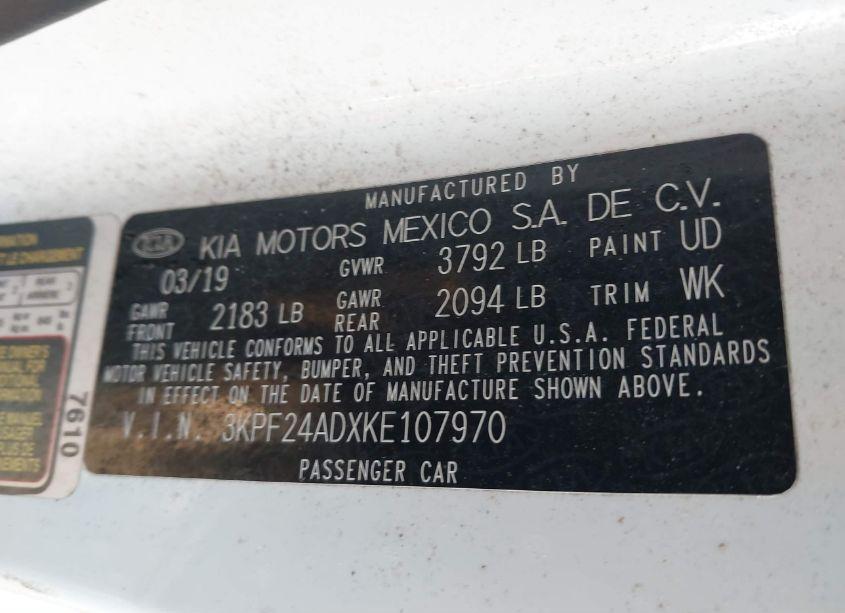 MANUFACTURED BY
KIA KIA MOTORS MEXICO S.A. DE C.V.
03/19 GVWR 3792 LB PAINT UD
GAWR FRONT 2183 LB GAWR REAR 2094 LB TRIM WK
THIS VEHICLE CONFORMS TO ALL APPLICABLE U.S.A. FEDERAL
MOTOR VEHICLE SAFETY, BUMPER, AND THEFT PREVENTION STANDARDS
IN EFFECT ON THE DATE OF MANUFACTURE SHOWN ABOVE.
V.I.N. 3KPF24ADXKE107970
PASSENGER CAR
7610